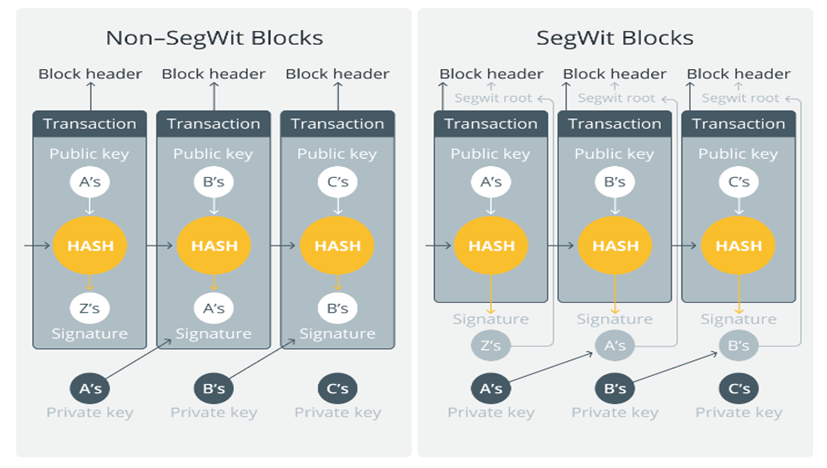 Non–SegWit Blocks
Block header Block header Block header
Transaction Transaction Transaction
Public key Public key Public key
A's B's C's
HASH HASH HASH
Z's A's B's
Signature Signature Signature
A's B's C's
Private key Private key Private key
SegWit Blocks
Block header Block header Block header
Segwit root Segwit root Segwit root
Transaction Transaction Transaction
Public key Public key Public key
A's B's C's
HASH HASH HASH
Signature Signature Signature
Z's A's B's
A's B's C's
Private key Private key Private key